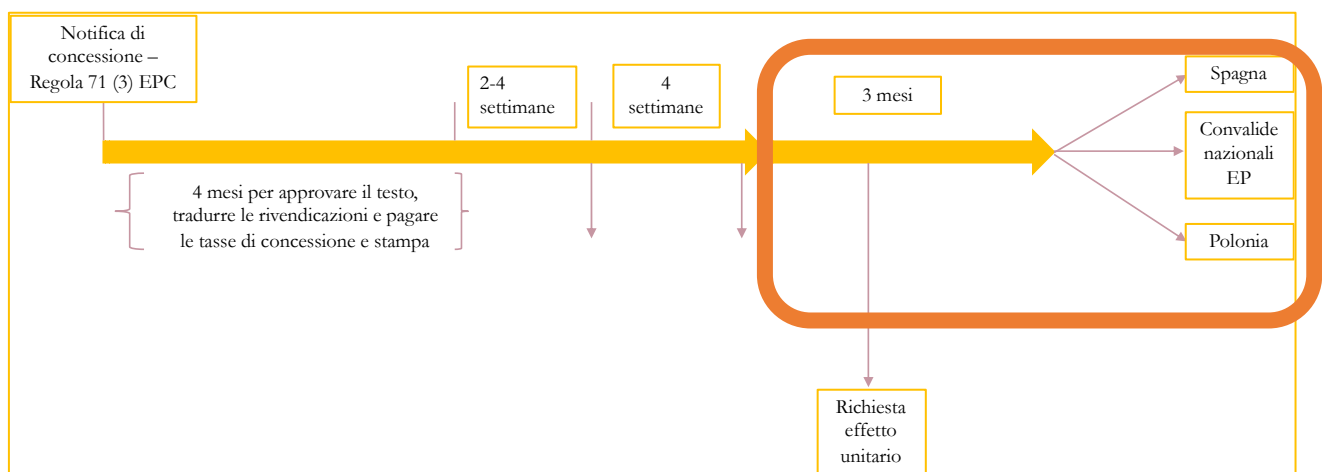 Notifica di
concessione –
Regola 71 (3) EPC
2-4
settimane
4
settimane
3 mesi
Spagna
Convalide
nazionali
EP
Polonia
4 mesi per approvare il testo,
tradurre le rivendicazioni e pagare
le tasse di concessione e stampa
Richiesta
effetto
unitario